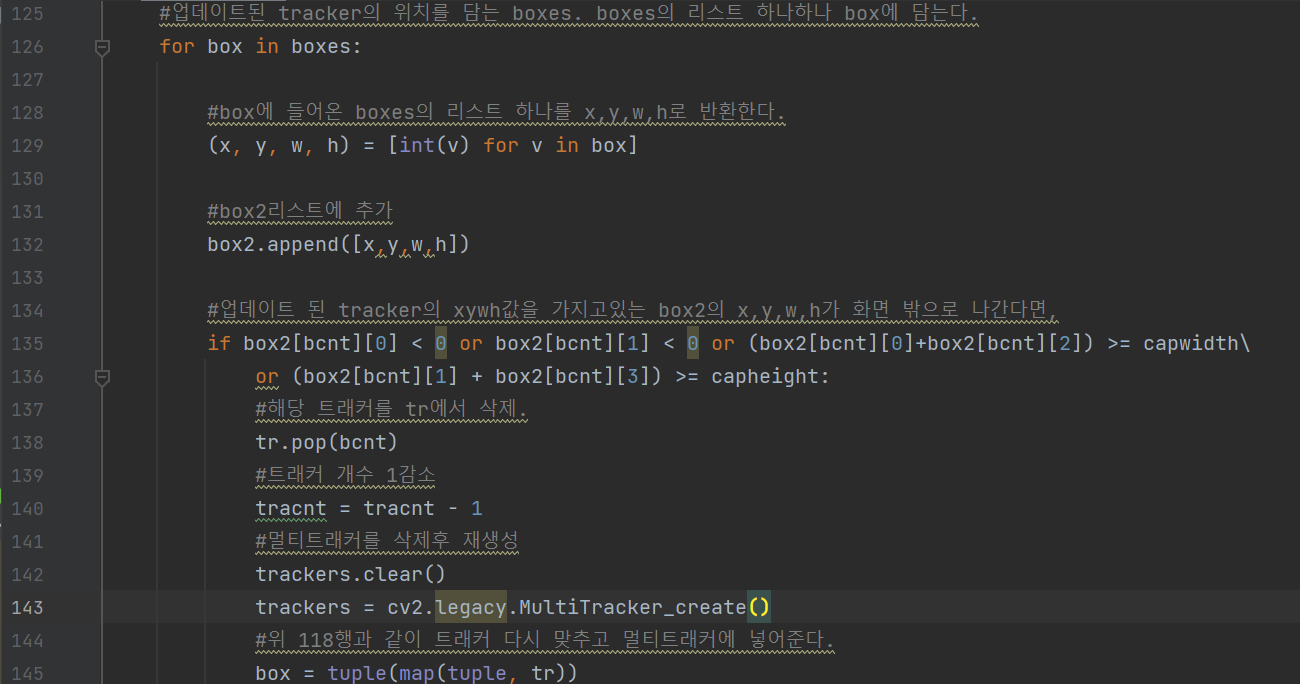 125 #업데이트된 tracker의 위치를 담는 boxes. boxes의 리스트 하나하나 box에 담는다.
126 for box in boxes:
127
128 #box에 들어온 boxes의 리스트 하나를 x,y,w,h로 반환한다.
129 (x, y, w, h) = [int(v) for v in box]
130
131 #box2리스트에 추가
132 box2.append([x,y,w,h])
133
134 #업데이트 된 tracker의 xywh값을 가지고있는 box2의 x,y,w,h가 화면 밖으로 나간다면,
135 if box2[bcnt][0] < 0 or box2[bcnt][1] < 0 or (box2[bcnt][0]+box2[bcnt][2]) >= capwidth\
136 or (box2[bcnt][1] + box2[bcnt][3]) >= capheight:
137 #해당 트래커를 tr에서 삭제.
138 tr.pop(bcnt)
139 #트래커 개수 1감소
140 tracnt = tracnt - 1
141 #멀티트래커를 삭제후 재생성
142 trackers.clear()
143 trackers = cv2.legacy.MultiTracker_create()
144 #위 118행과 같이 트래커 다시 맞추고 멀티트래커에 넣어준다.
145 box = tuple(map(tuple, tr))